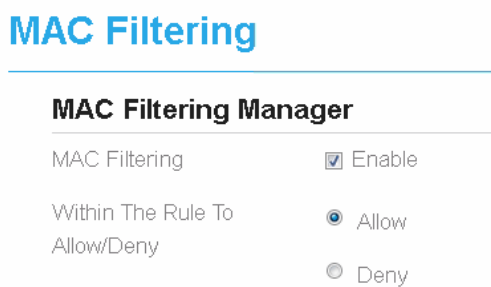 MAC Filtering
MAC Filtering Manager
MAC Filtering Enable
Within The Rule To Allow
Allow/Deny
Deny